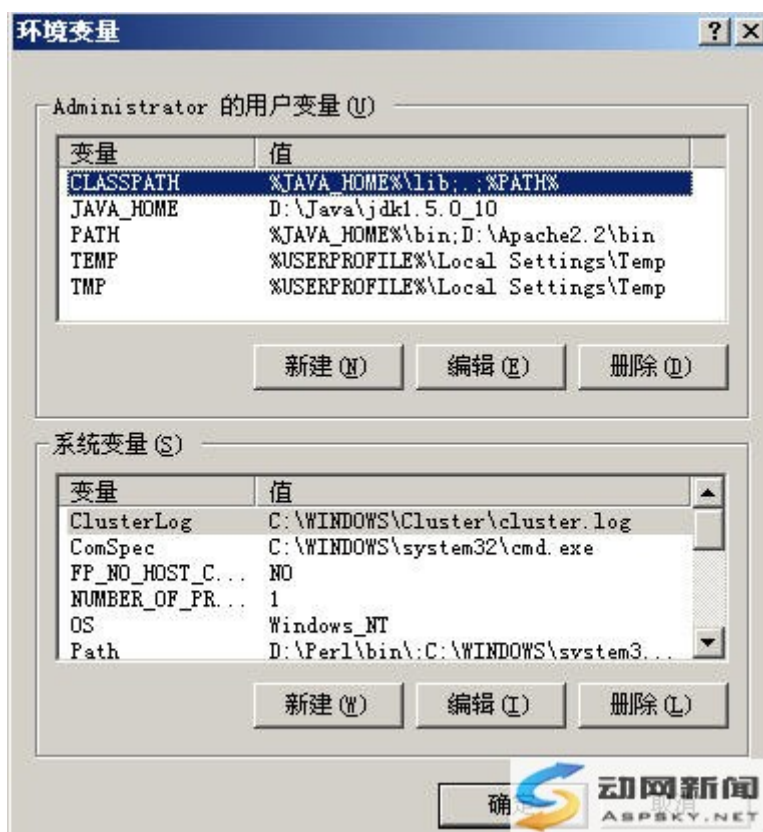 环境变量
Administrator 的用户变量(U)
变量 值
CLASSPATH %JAVA_HOME%\lib;.;%PATH%
JAVA_HOME D:\Java\jdk1.5.0_10
PATH %JAVA_HOME%\bin;D:\Apache2.2\bin
TEMP %USERPROFILE%\Local Settings\Temp
TMP %USERPROFILE%\Local Settings\Temp
新建(N) 编辑(E) 删除(D)
系统变量(S)
变量 值
ClusterLog C:\WINDOWS\Cluster\cluster.log
ComSpec C:\WINDOWS\system32\cmd.exe
FP_NO_HOST_C... NO
NUMBER_OF_PR... 1
OS Windows_NT
Path D:\Perl\bin\;C:\WINDOWS\system3...
新建(W) 编辑(I) 删除(L)
确定 取消
动网新闻
ASPSKY.NET